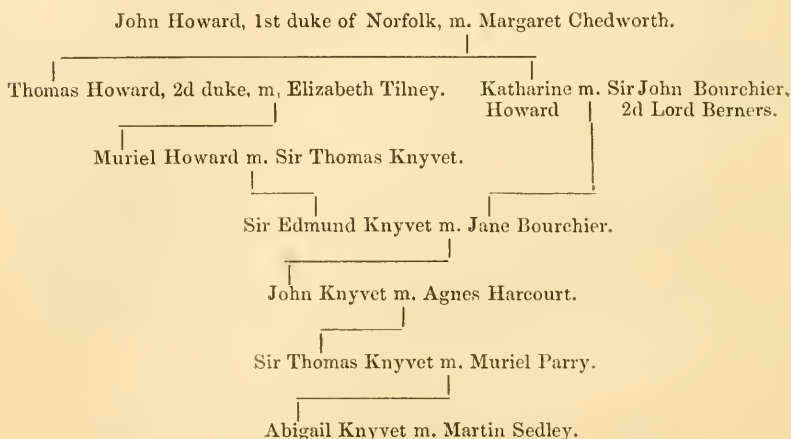 John Howard, 1st duke of Norfolk, m. Margaret Chedworth.
Thomas Howard, 2d duke, m, Elizabeth Tilney. Katharine m. Sir John Bourchier,
Howard 2d Lord Berners.
Muriel Howard m. Sir Thomas Knyvet.
Sir Edmund Knyvet m. Jane Bourchier.
John Knyvet m. Agnes Harcourt.
Sir Thomas Knyvet m. Muriel Parry.
Abigail Knyvet m. Martin Sedley.